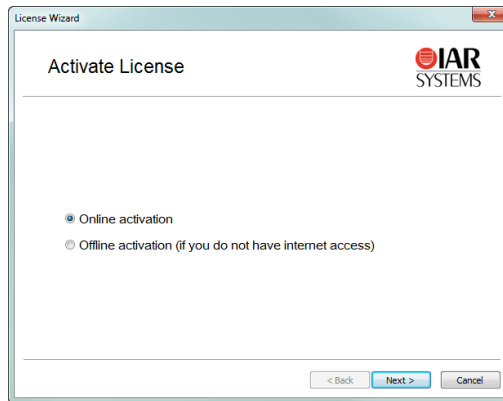 License Wizard
Activate License
IAR
SYSTEMS
Online activation
Offline activation (if you do not have internet access)
< Back
Next >
Cancel